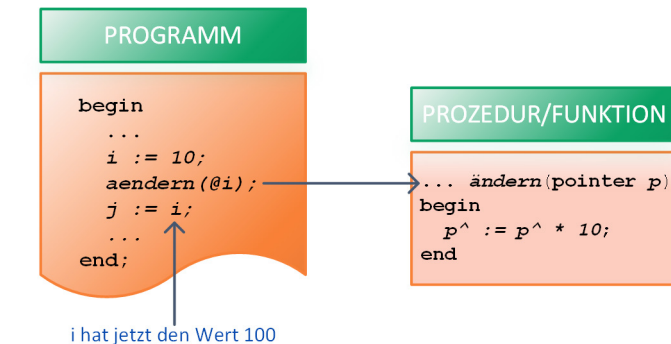 PROGRAMM
begin
...
i := 10;
aendern(@i);
j := i;
...
end;
i hat jetzt den Wert 100
PROZEDUR/FUNKTION
... ändern(pointer p)
begin
p^ := p^ * 10;
end